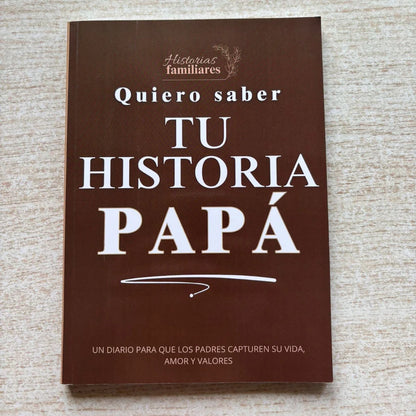 Historias
familiares
Quiero saber
TU
HISTORIA
PAPÁ
UN DIARIO PARA QUE LOS PADRES CAPTUREN SU VIDA,
AMOR Y VALORES